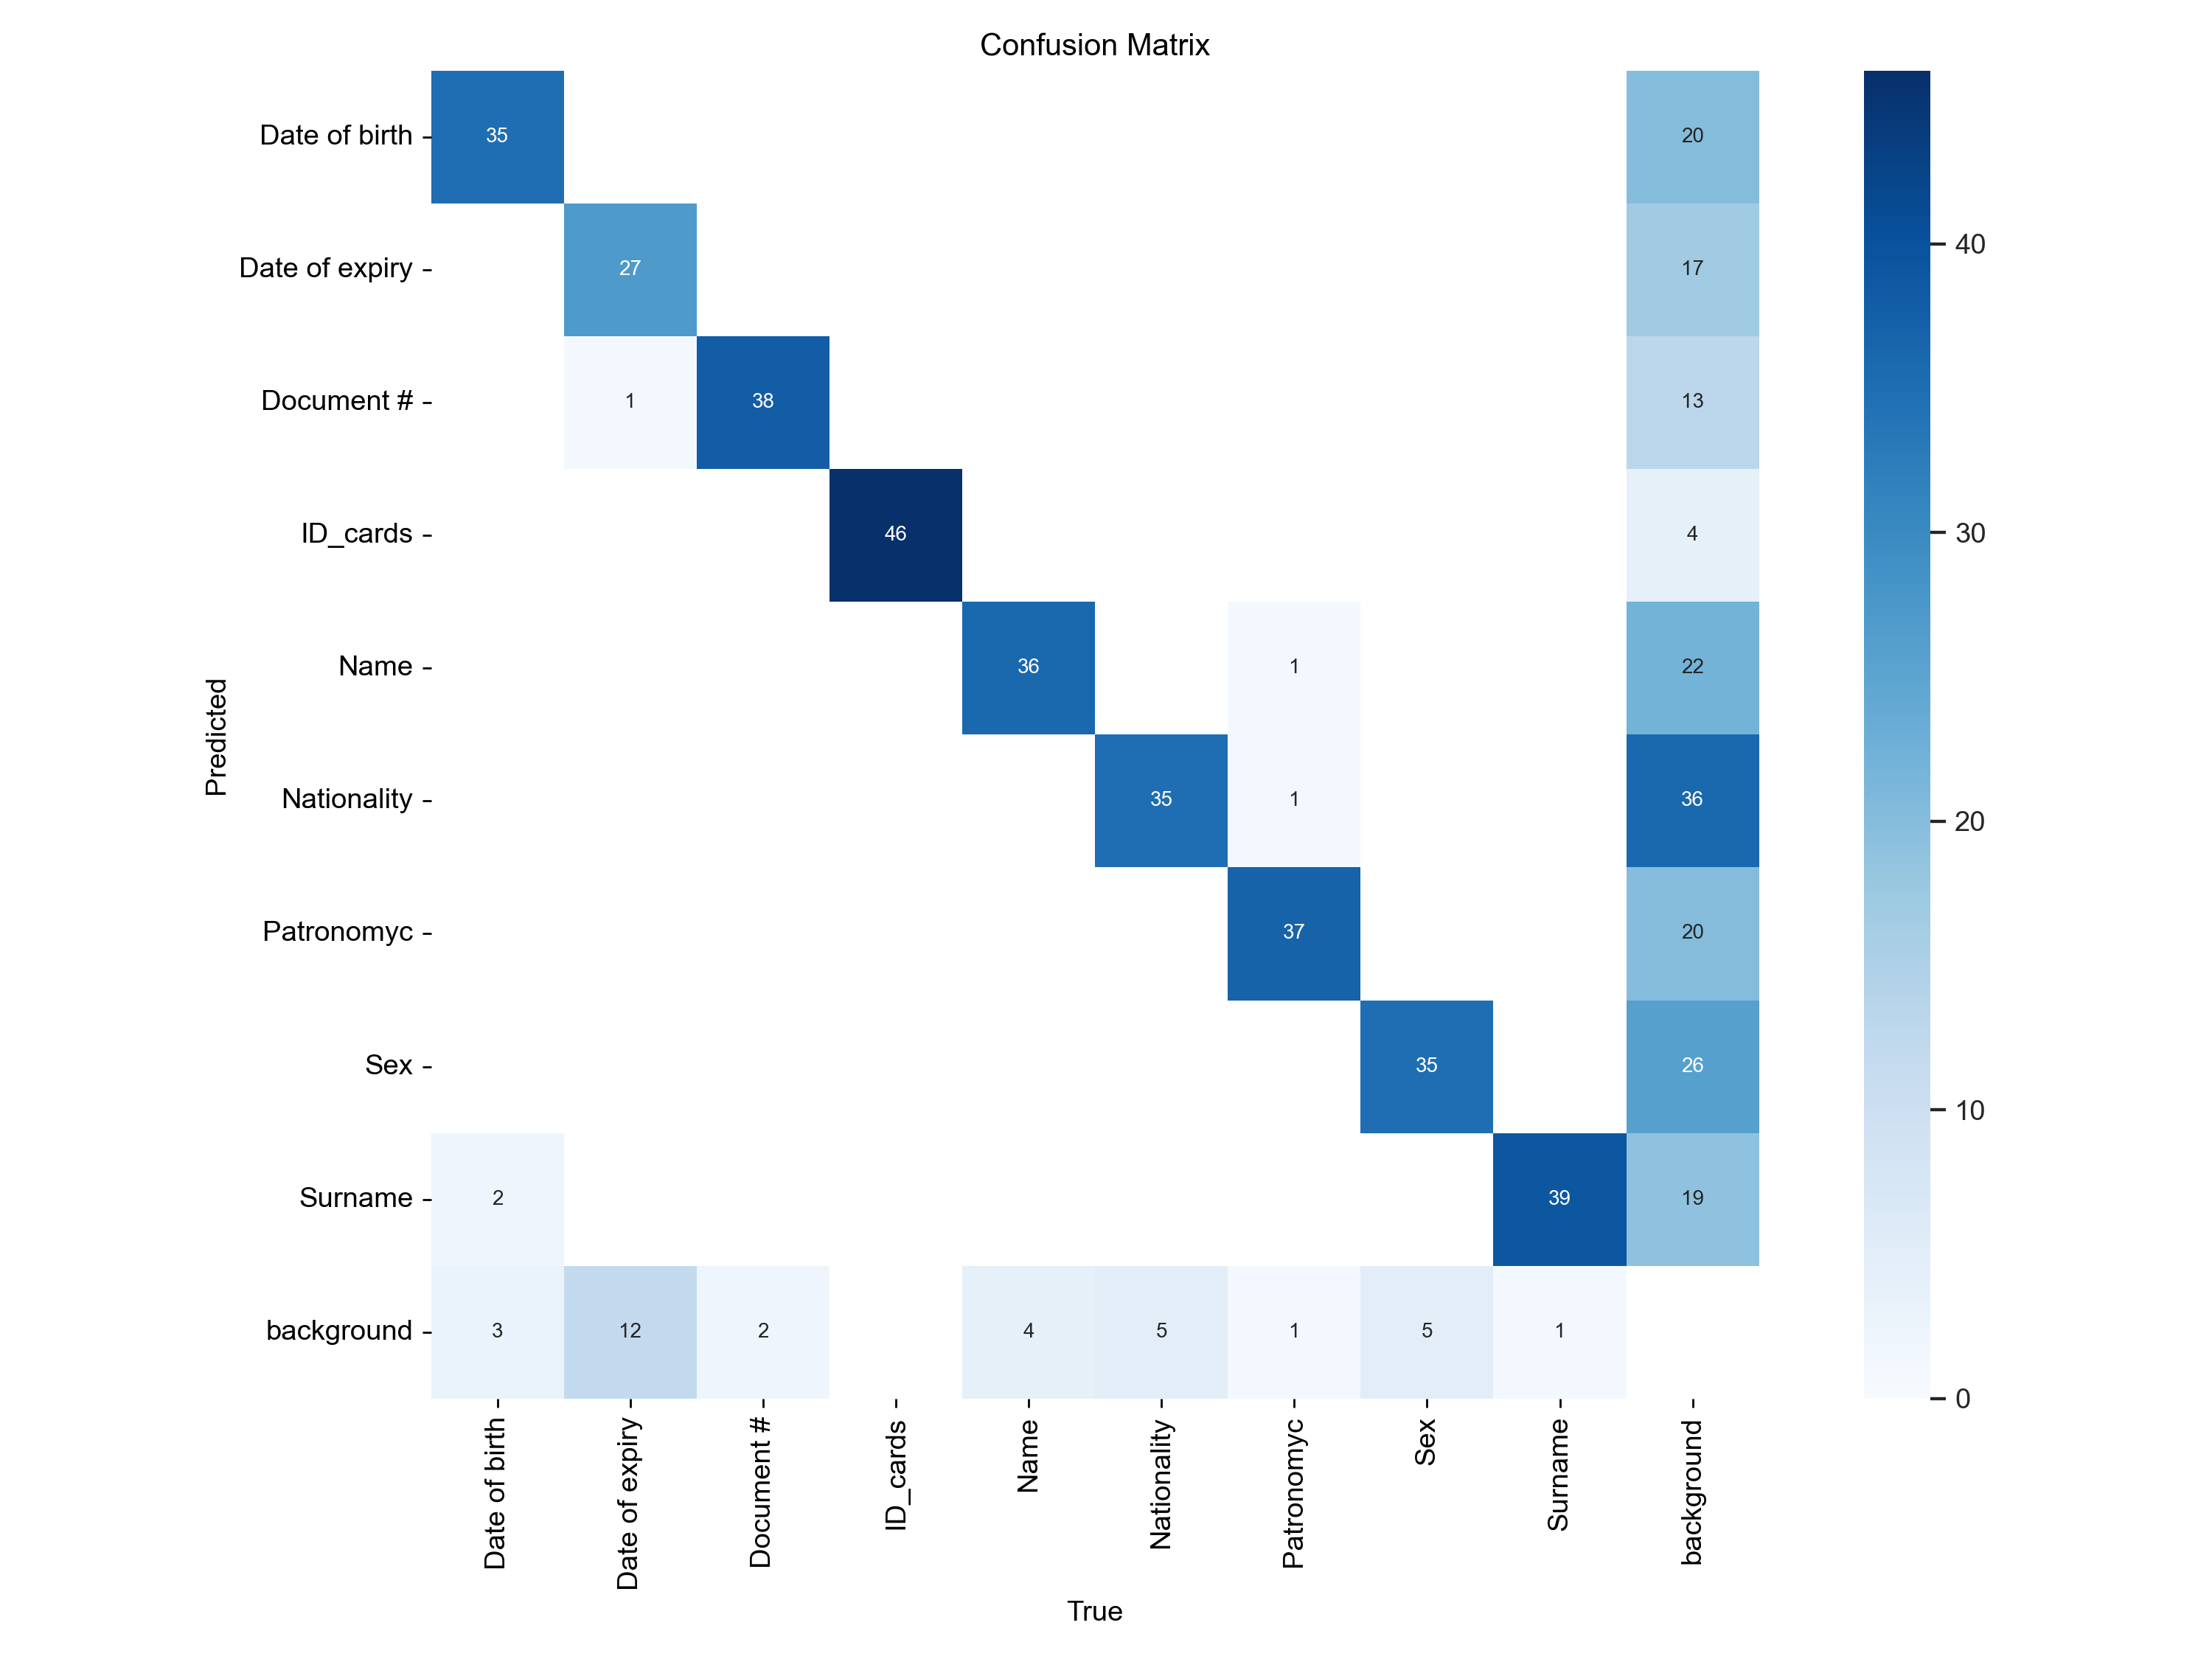 Confusion Matrix
Date of birth 35 20
Date of expiry 27 17
Document # 1 38 13
ID_cards 46 4
Name 36 1 22
Nationality 35 1 36
Patronomyc 37 20
Sex 35 26
Surname 2 39 19
background 3 12 2 4 5 1 5 1
Predicted
Date of birth
Date of expiry
Document #
ID_cards
Name
Nationality
Patronomyc
Sex
Surname
background
True
40
30
20
10
0